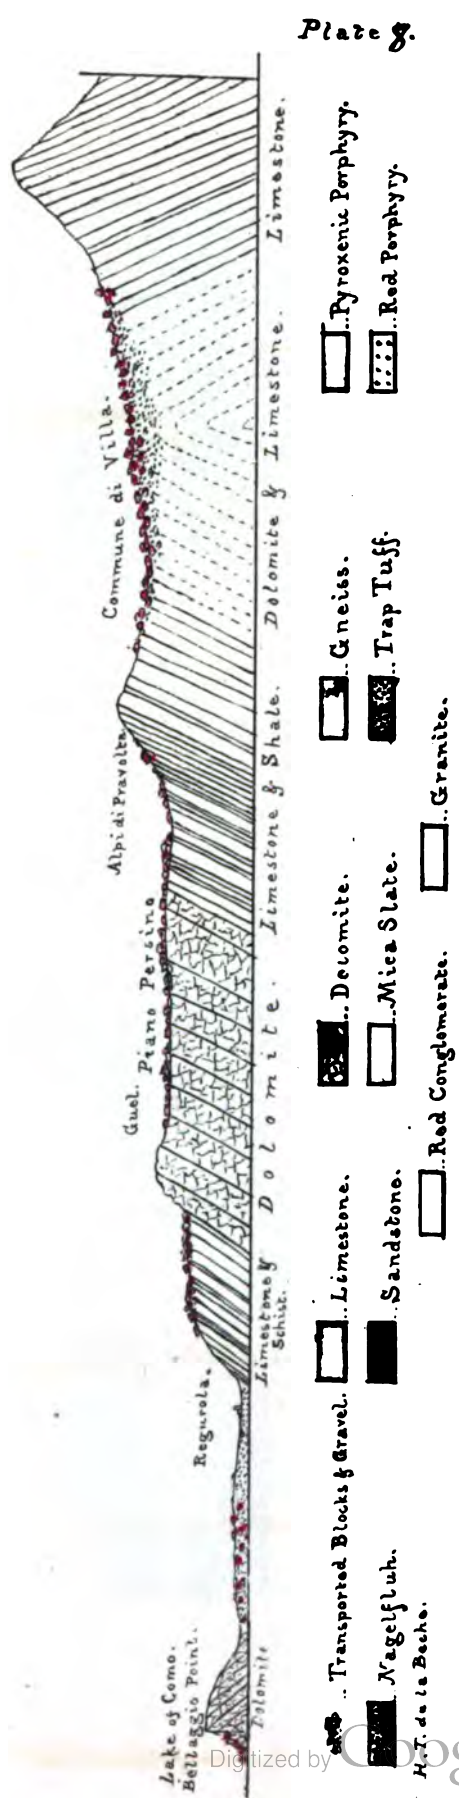 Plate 8.
Lake of Como.
Bellaggio Point.
Regurola.
Guel.
Piano Persino
Alpi di Pravolta
Commune di Villa.
Dolomite
Limestone &
Schist.
Dolomite.
Limestone & Shale.
Dolomite & Limestone.
Limestone.
.. Transported Blocks & Gravel.
.. Limestone.
.. Dolomite.
.. Gneiss.
.. Pyroxenic Porphyry.
.. Nagelfluh.
.. Sandstone.
.. Mica Slate.
.. Trap Tuff.
.. Red Porphyry.
.. Red Conglomerate.
.. Granite.
H. T. de la Beche.
Digitized by Goog